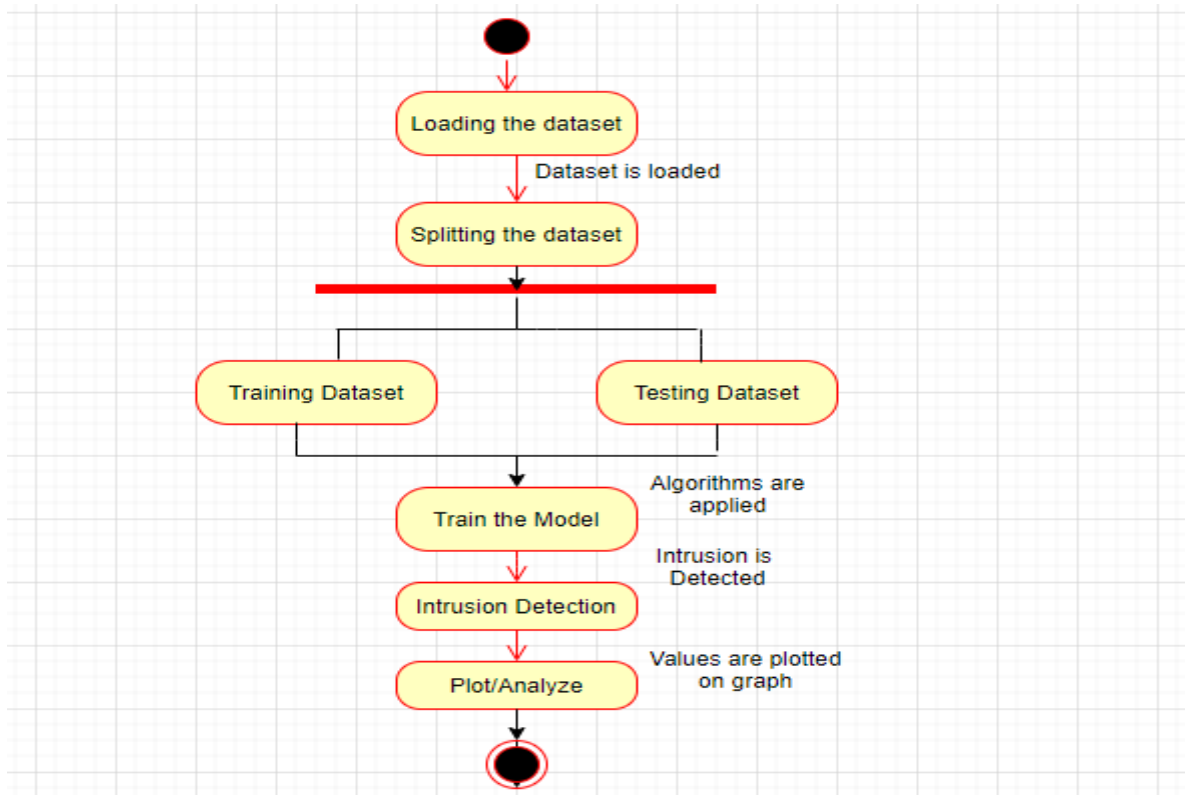 Loading the dataset
Dataset is loaded
Splitting the dataset
Training Dataset
Testing Dataset
Algorithms are
applied
Train the Model
Intrusion is
Detected
Intrusion Detection
Values are plotted
on graph
Plot/Analyze